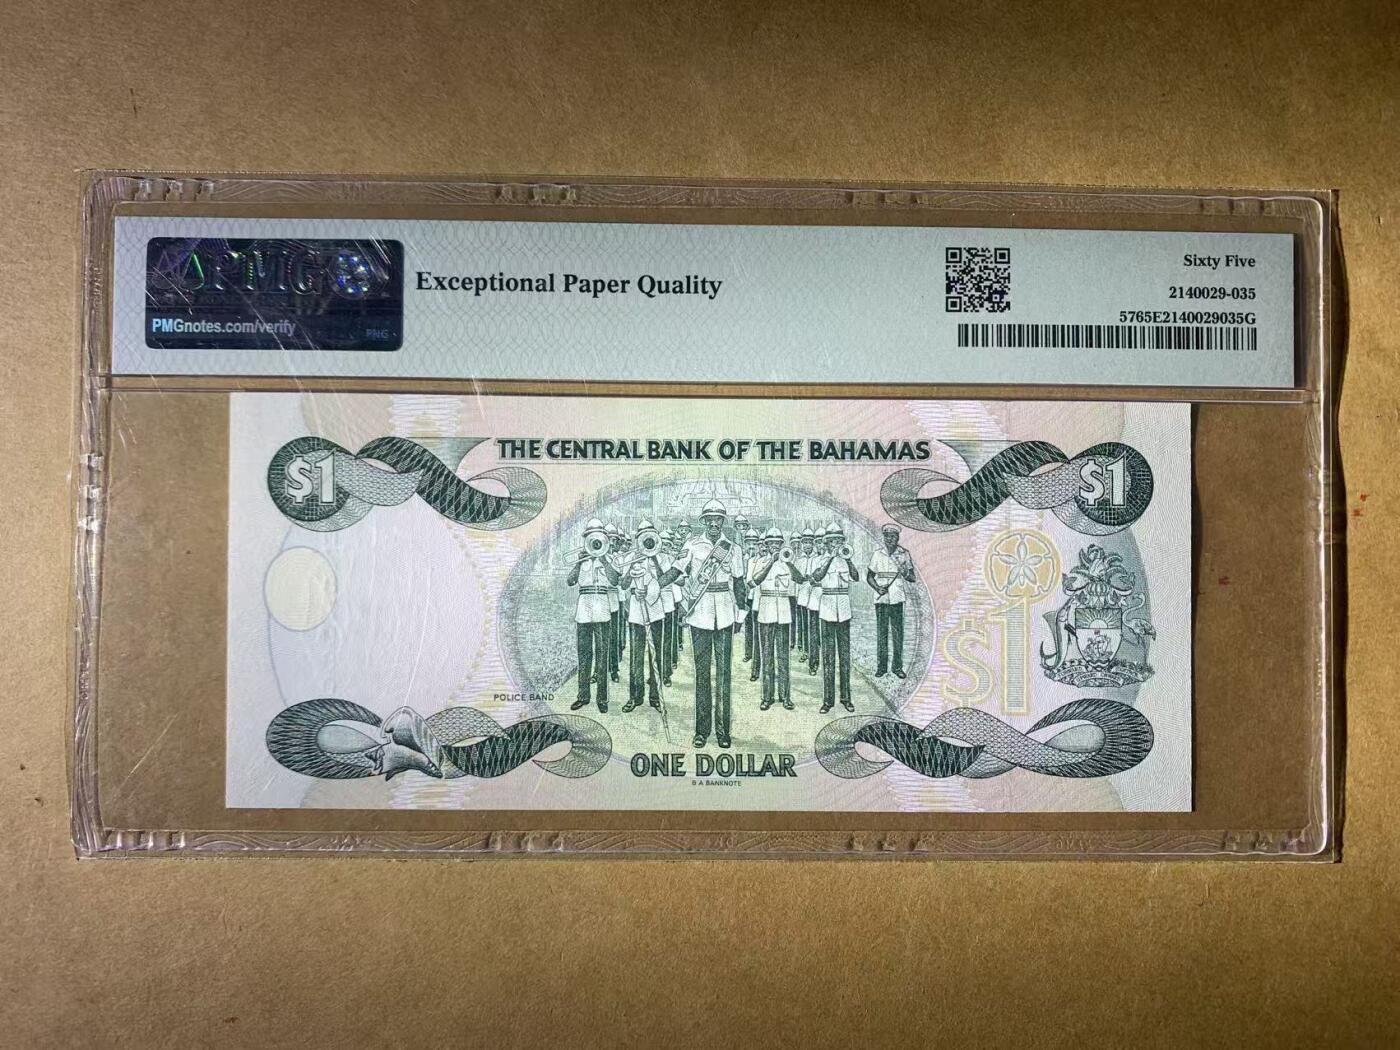 PMG
PMGnotes.com/verify
PNG
Exceptional Paper Quality
Sixty Five
2140029-035
5765E2140029035G
THE CENTRAL BANK OF THE BAHAMAS
$1
$1
$1
POLICE BAND
ONE DOLLAR
B A BANKNOTE